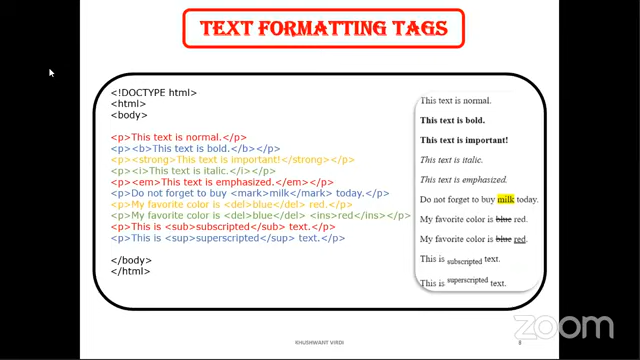 TEXT FORMATTING TAGS
<!DOCTYPE html>
<html>
<body>
<p>This text is normal.</p>
<p><b>This text is bold.</b></p>
<p><strong>This text is important!</strong></p>
<p><i>This text is italic.</i></p>
<p><em>This text is emphasized.</em></p>
<p>Do not forget to buy <mark>milk</mark> today.</p>
<p>My favorite color is <del>blue</del> red.</p>
<p>My favorite color is <del>blue</del> <ins>red</ins></p>
<p>This is <sub>subscripted</sub> text.</p>
<p>This is <sup>superscripted</sup> text.</p>
</body>
</html>
This text is normal.
This text is bold.
This text is important!
This text is italic.
This text is emphasized.
Do not forget to buy milk today.
My favorite color is blue red.
My favorite color is blue red.
This is subscripted text.
This is superscripted text.
KHUSHWANT VIRDI
8
zoom